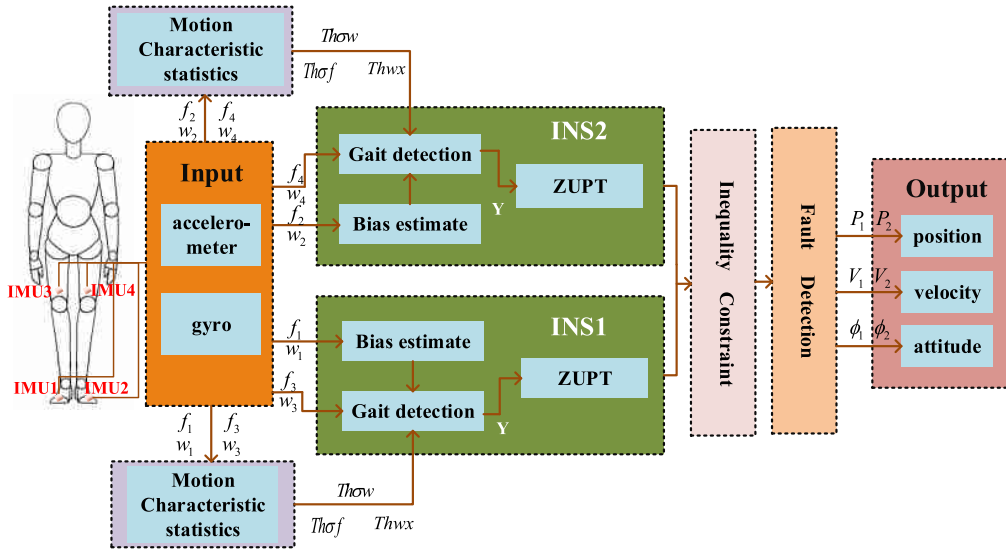 Motion
Characteristic
statistics
Thσw
Thσf
Thwx
f2 f4
w2 w4
Input
accelero-
meter
gyro
IMU3
IMU4
IMU1
IMU2
f4
w4
f2
w2
INS2
Gait detection
Bias estimate
Y
ZUPT
f1
w1
f3
w3
INS1
Bias estimate
Gait detection
Y
ZUPT
f1 f3
w1 w3
Motion
Characteristic
statistics
Thσw
Thσf
Thwx
Inequality Constraint
Fault Detection
Output
P1 P2
position
V1 V2
velocity
ϕ1 ϕ2
attitude